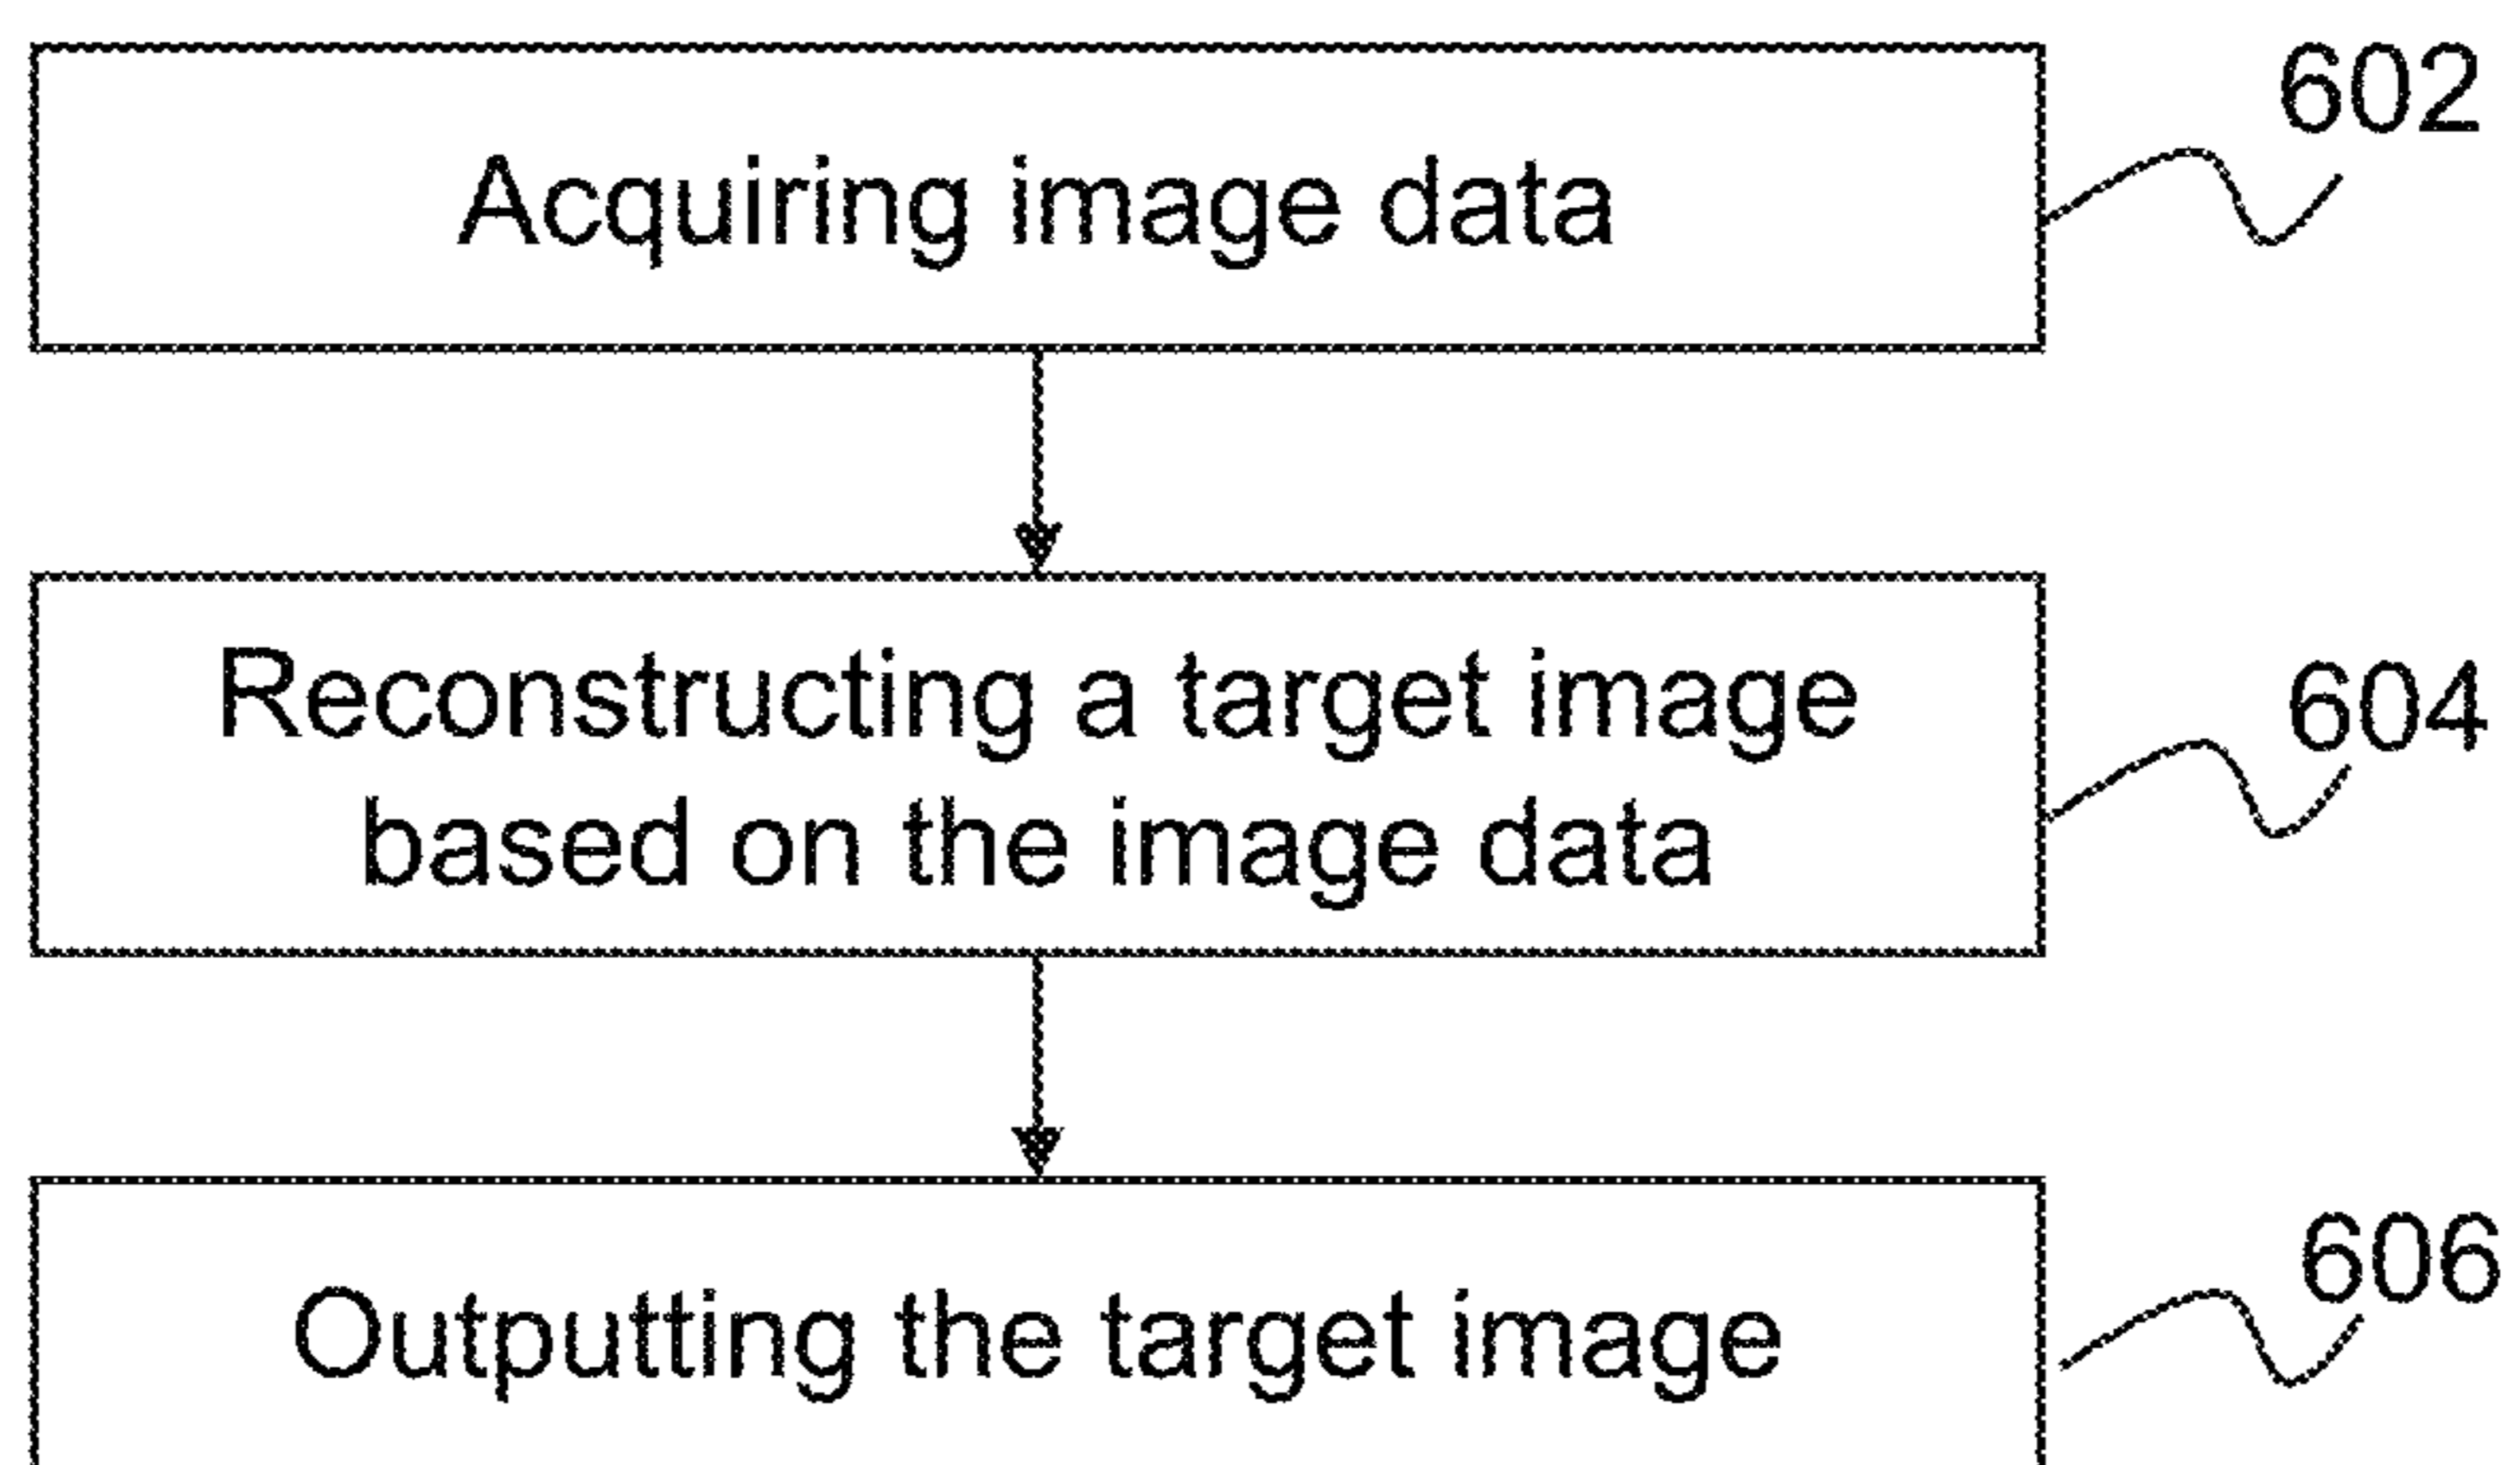 602
Acquiring image data
Reconstructing a target image
604
based on the image data
606
Outputting the target image